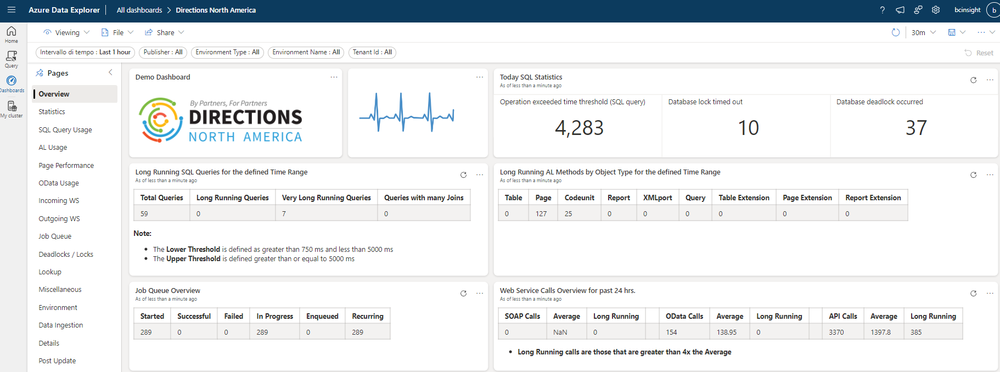 Azure Data Explorer All dashboards Directions North America
? bcinsight b
Home
Query
Dashboards
My cluster
Viewing File Share
30m
Intervallo di tempo : Last 1 hour Publisher : All Environment Type : All Environment Name : All Tenant Id : All
Reset
Pages
Overview
Statistics
SQL Query Usage
AL Usage
Page Performance
OData Usage
Incoming WS
Outgoing WS
Job Queue
Deadlocks / Locks
Lookup
Miscellaneous
Environment
Data Ingestion
Details
Post Update
Demo Dashboard
By Partners, For Partners
DIRECTIONS
NORTH AMERICA
Today SQL Statistics
As of less than a minute ago
Operation exceeded time threshold (SQL query) Database lock timed out Database deadlock occurred
4,283 10 37
Long Running SQL Queries for the defined Time Range
As of less than a minute ago
Total Queries Long Running Queries Very Long Running Queries Queries with many Joins
59 0 7 0
Note:
• The Lower Threshold is defined as greater than 750 ms and less than 5000 ms
• The Upper Threshold is defined greater than or equal to 5000 ms
Long Running AL Methods by Object Type for the defined Time Range
As of less than a minute ago
Table Page Codeunit Report XMLport Query Table Extension Page Extension Report Extension
0 127 25 0 0 0 0 0 0
Job Queue Overview
As of less than a minute ago
Started Successful Failed In Progress Enqueued Recurring
289 0 0 289 0 289
Web Service Calls Overview for past 24 hrs.
As of less than a minute ago
SOAP Calls Average Long Running OData Calls Average Long Running API Calls Average Long Running
0 NaN 0 154 138.95 0 3370 1397.8 385
• Long Running calls are those that are greater than 4x the Average